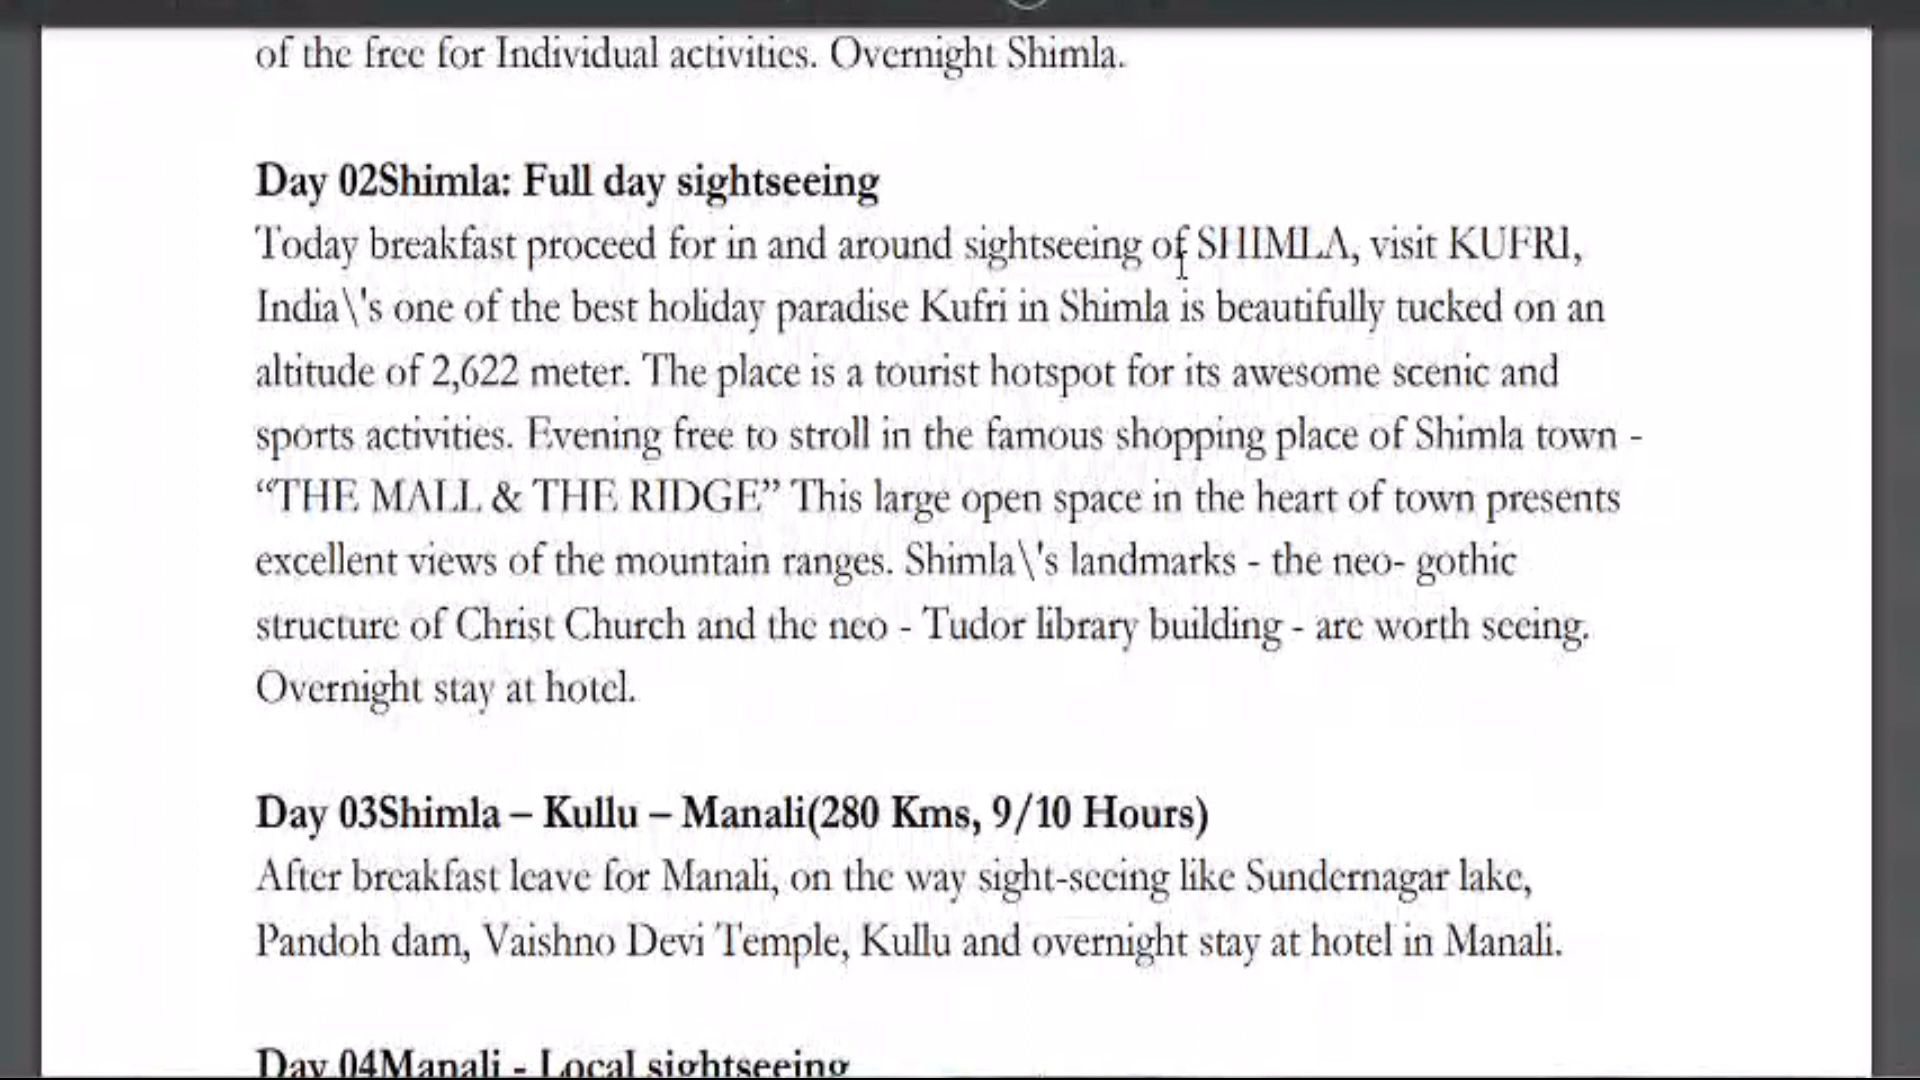 of the free for Individual activities. Overnight Shimla.
Day 02Shimla: Full day sightseeing
Today breakfast proceed for in and around sightseeing of SHIMLA, visit KUFRI,
India\'s one of the best holiday paradise Kufri in Shimla is beautifully tucked on an
altitude of 2,622 meter. The place is a tourist hotspot for its awesome scenic and
sports activities. Evening free to stroll in the famous shopping place of Shimla town -
“THE MALL & THE RIDGE” This large open space in the heart of town presents
excellent views of the mountain ranges. Shimla\'s landmarks - the neo- gothic
structure of Christ Church and the neo - Tudor library building - are worth seeing.
Overnight stay at hotel.
Day 03Shimla – Kullu – Manali(280 Kms, 9/10 Hours)
After breakfast leave for Manali, on the way sight-seeing like Sundernagar lake,
Pandoh dam, Vaishno Devi Temple, Kullu and overnight stay at hotel in Manali.
Day 04Manali - Local sightseeing